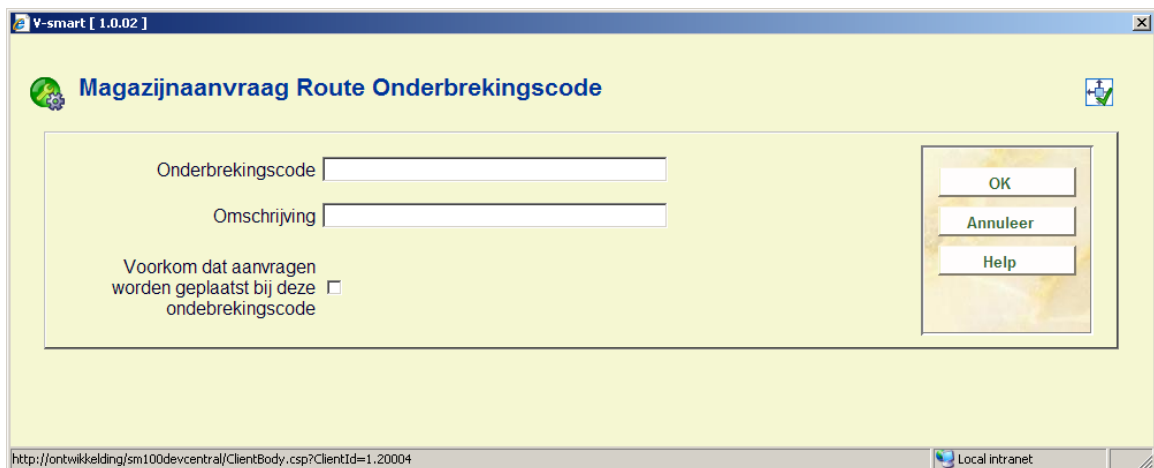 V-smart [ 1.0.02 ]
Magazijnaanvraag Route Onderbrekingscode
Onderbrekingscode
Omschrijving
Voorkom dat aanvragen
worden geplaatst bij deze
ondebrekingscode
OK
Annuleer
Help
http://ontwikkelding/sm100devcentral/ClientBody.csp?ClientId=1.20004
Local intranet